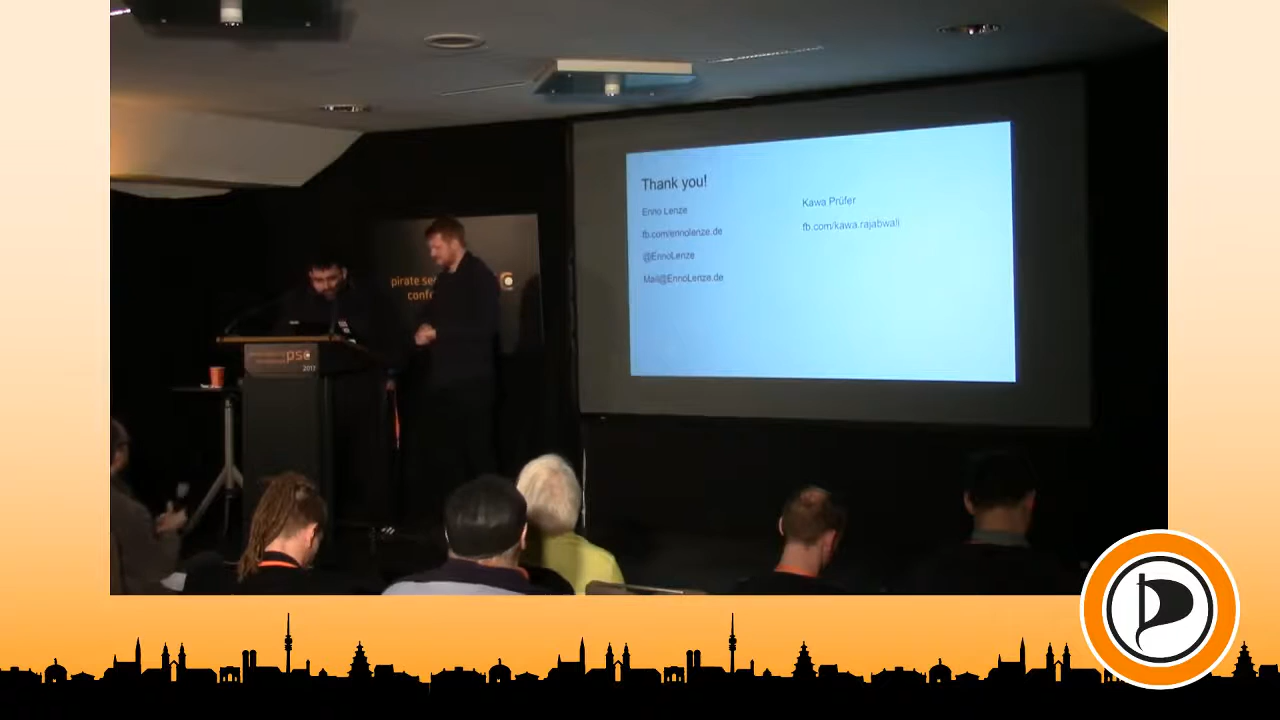 Thank you!
Enno Lenze
fb.com/ennolenze.de
@EnnoLenze
Mail@EnnoLenze.de
Kawa Prüfer
fb.com/kawa.rajabwali
pirate.se
conf
psc
2017